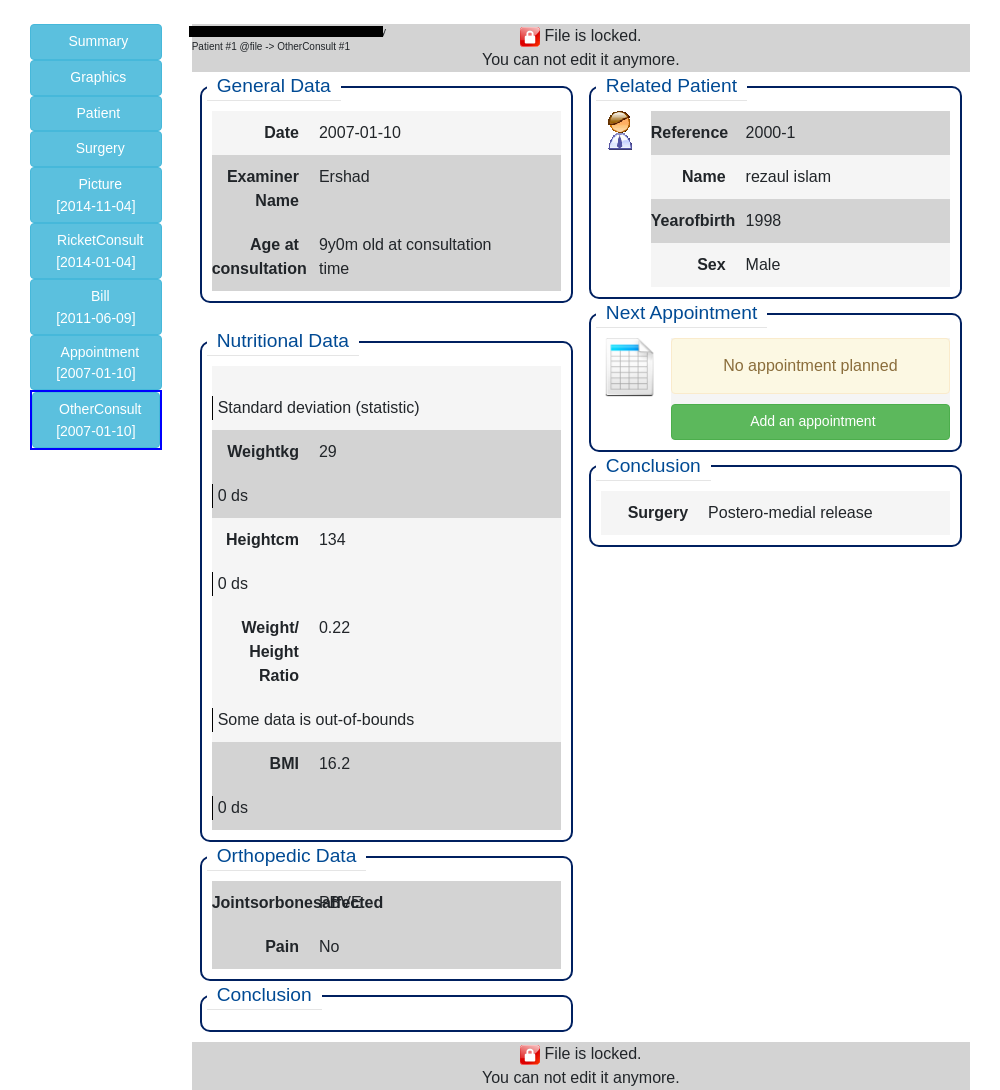 Summary
Graphics
Patient
Surgery
Picture
[2014-11-04]
RicketConsult
[2014-01-04]
Bill
[2011-06-09]
Appointment
[2007-01-10]
OtherConsult
[2007-01-10]
Patient #1 @file -> OtherConsult #1
File is locked.
You can not edit it anymore.
General Data
Date 2007-01-10
Examiner Ershad
Name
Age at 9y0m old at consultation
consultation time
Nutritional Data
Standard deviation (statistic)
Weightkg 29
0 ds
Heightcm 134
0 ds
Weight/ 0.22
Height
Ratio
Some data is out-of-bounds
BMI 16.2
0 ds
Orthopedic Data
Jointsorbonesaffected
Pain No
Conclusion
Related Patient
Reference 2000-1
Name rezaul islam
Yearofbirth 1998
Sex Male
Next Appointment
No appointment planned
Add an appointment
Conclusion
Surgery Postero-medial release
File is locked.
You can not edit it anymore.